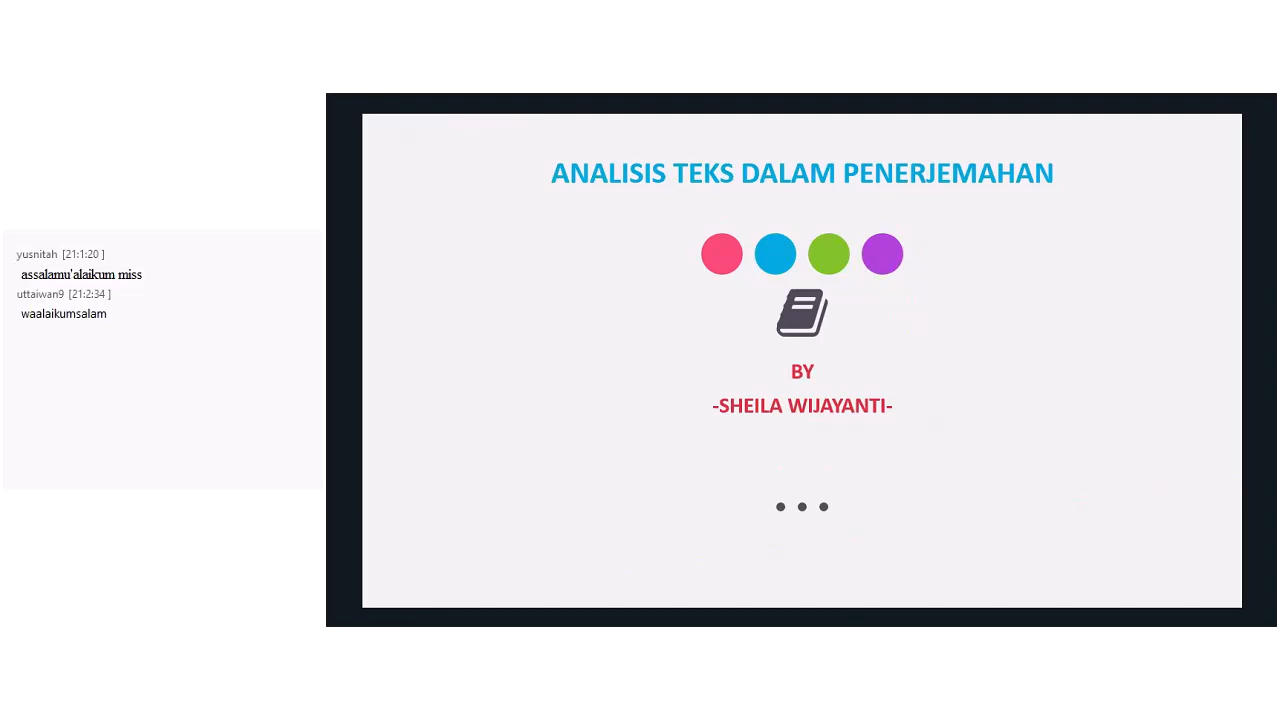 yusnitah [21:1:20 ]
assalamu'alaikum miss
uttaiwan9 [21:2:34 ]
waalaikumsalam
ANALISIS TEKS DALAM PENERJEMAHAN
BY
-SHEILA WIJAYANTI-